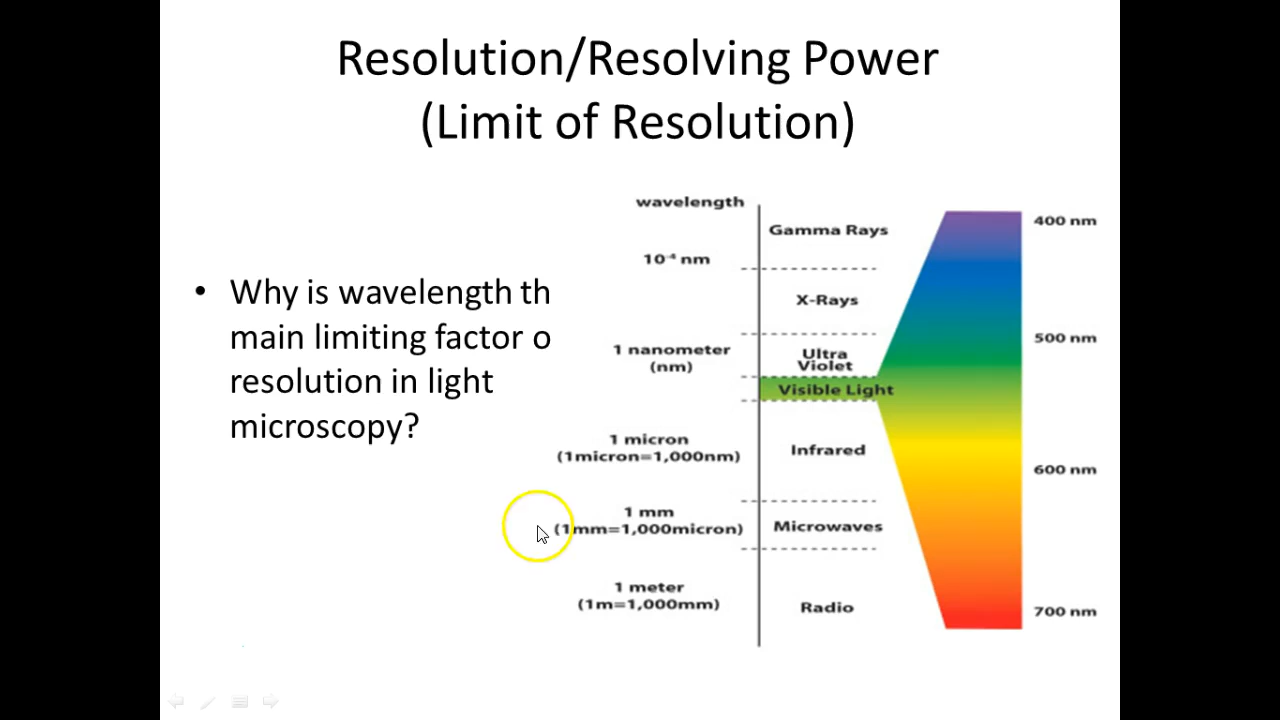 Resolution/Resolving Power
(Limit of Resolution)
• Why is wavelength th
main limiting factor o
resolution in light
microscopy?
wavelength
10⁻⁴ nm
1 nanometer
(nm)
1 micron
(1micron=1,000nm)
1 mm
(1mm=1,000micron)
1 meter
(1m=1,000mm)
Gamma Rays
X-Rays
Ultra
Violet
Visible Light
Infrared
Microwaves
Radio
400 nm
500 nm
600 nm
700 nm